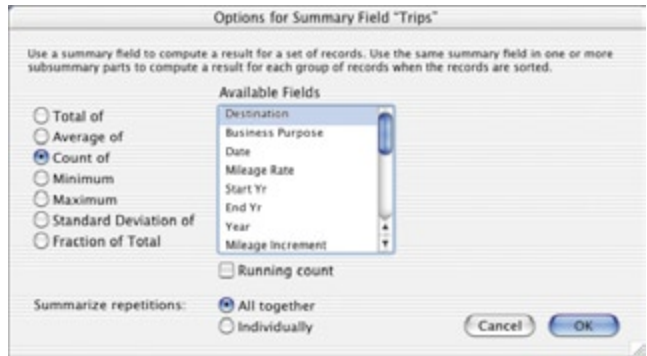 Options for Summary Field "Trips"
Use a summary field to compute a result for a set of records. Use the same summary field in one or more
subsummary parts to compute a result for each group of records when the records are sorted.
Available Fields
Total of
Average of
Count of
Minimum
Maximum
Standard Deviation of
Fraction of Total
Destination
Business Purpose
Date
Mileage Rate
Start Yr
End Yr
Year
Mileage Increment
Running count
Summarize repetitions:
All together
Individually
Cancel
OK